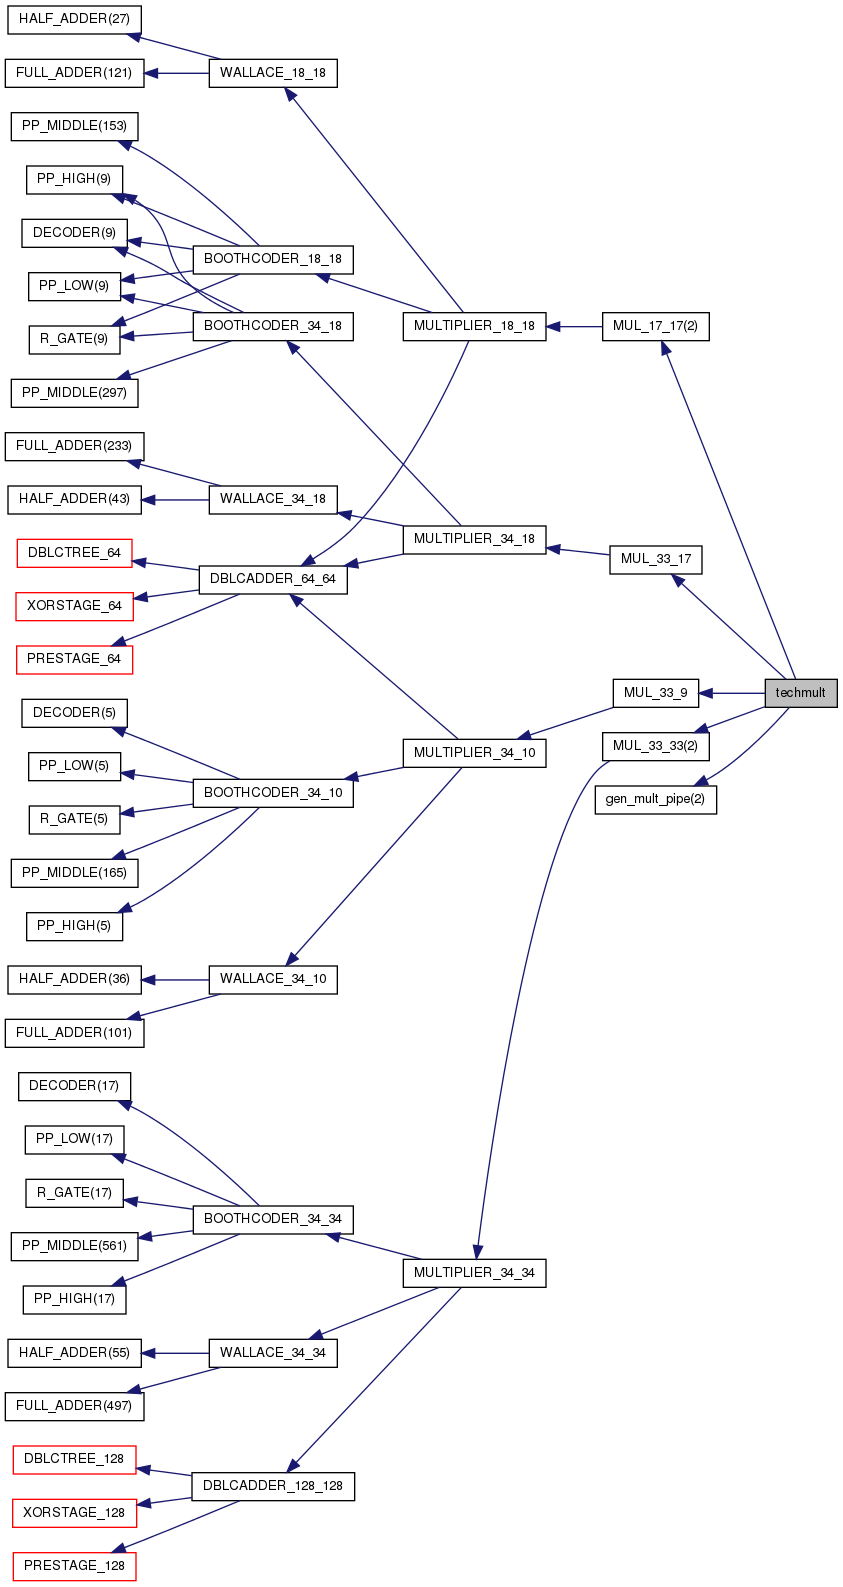 HALF_ADDER(27)
FULL_ADDER(121)
WALLACE_18_18
PP_MIDDLE(153)
PP_HIGH(9)
DECODER(9)
BOOTHCODER_18_18
PP_LOW(9)
BOOTHCODER_34_18
MULTIPLIER_18_18
MUL_17_17(2)
R_GATE(9)
PP_MIDDLE(297)
FULL_ADDER(233)
HALF_ADDER(43)
WALLACE_34_18
MULTIPLIER_34_18
DBLCTREE_64
MUL_33_17
DBLCADDER_64_64
XORSTAGE_64
PRESTAGE_64
MUL_33_9
techmult
DECODER(5)
MULTIPLIER_34_10
MUL_33_33(2)
PP_LOW(5)
BOOTHCODER_34_10
gen_mult_pipe(2)
R_GATE(5)
PP_MIDDLE(165)
PP_HIGH(5)
HALF_ADDER(36)
WALLACE_34_10
FULL_ADDER(101)
DECODER(17)
PP_LOW(17)
R_GATE(17)
BOOTHCODER_34_34
PP_MIDDLE(561)
MULTIPLIER_34_34
PP_HIGH(17)
HALF_ADDER(55)
WALLACE_34_34
FULL_ADDER(497)
DBLCTREE_128
DBLCADDER_128_128
XORSTAGE_128
PRESTAGE_128